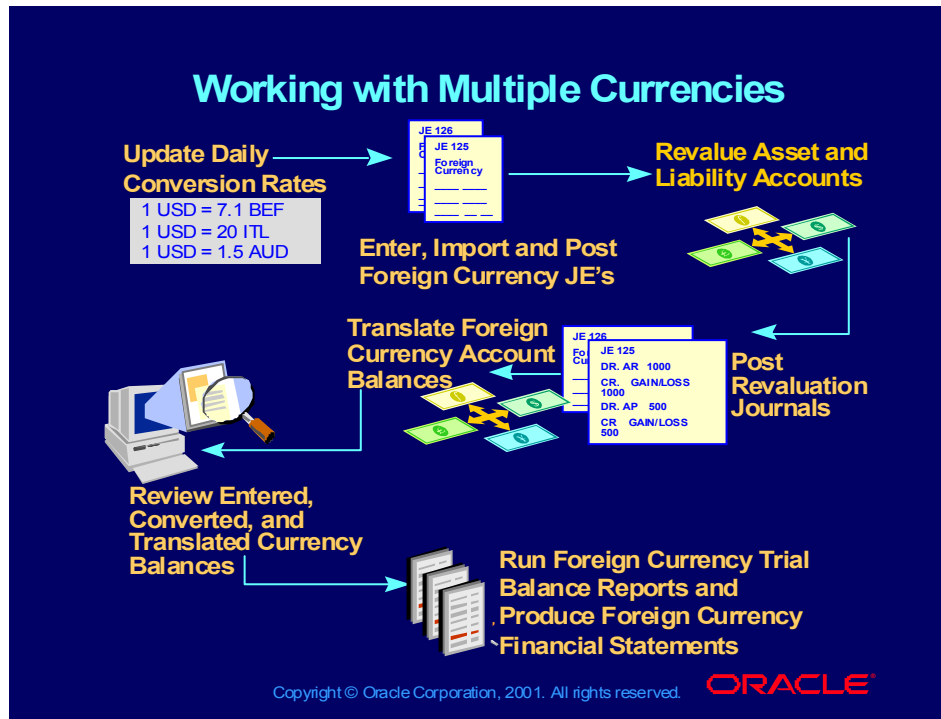 Working with Multiple Currencies
Update Daily
Conversion Rates
1 USD = 7.1 BEF
1 USD = 20 ITL
1 USD = 1.5 AUD
JE 126
JE 125
Foreign
Currency
Enter, Import and Post
Foreign Currency JE's
Revalue Asset and
Liability Accounts
JE 126
JE 125
DR. AR 1000
CR. GAIN/LOSS
1000
DR. AP 500
CR GAIN/LOSS
500
Post
Revaluation
Journals
Translate Foreign
Currency Account
Balances
Review Entered,
Converted, and
Translated Currency
Balances
Run Foreign Currency Trial
Balance Reports and
Produce Foreign Currency
Financial Statements
Copyright © Oracle Corporation, 2001. All rights reserved.
ORACLE®